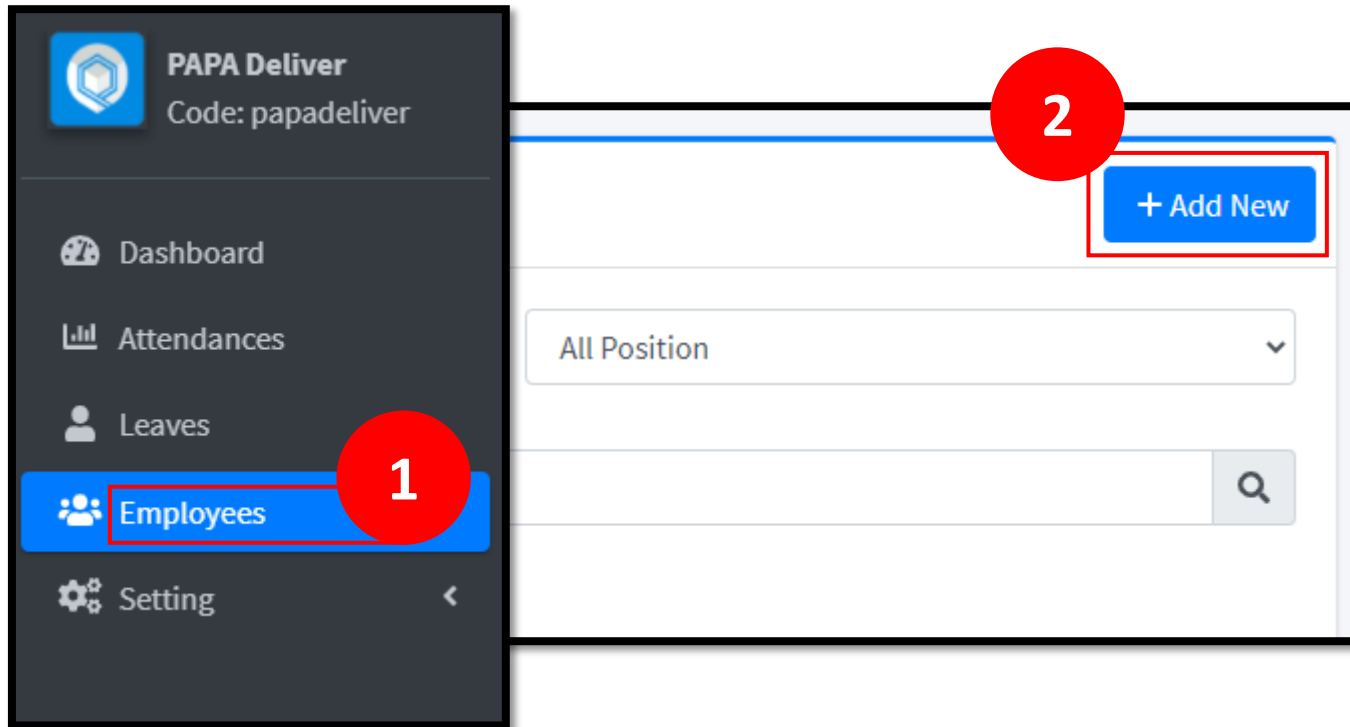 PAPA Deliver
Code: papadeliver
Dashboard
Attendances
Leaves
Employees
1
Setting
2
+ Add New
All Position